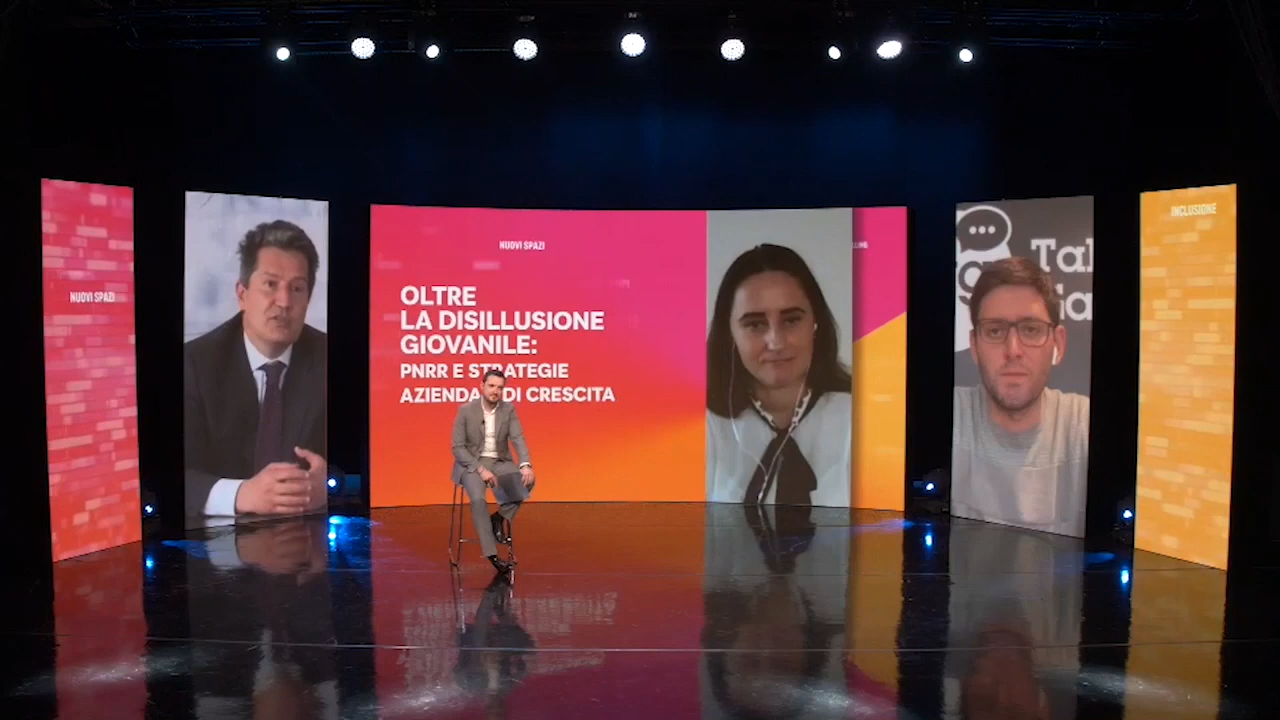 NUOVI SPAZI
NUOVI SPAZI
OLTRE
LA DISILLUSIONE
GIOVANILE:
PNRR E STRATEGIE
AZIENDALI DI CRESCITA
INCLUSIONE